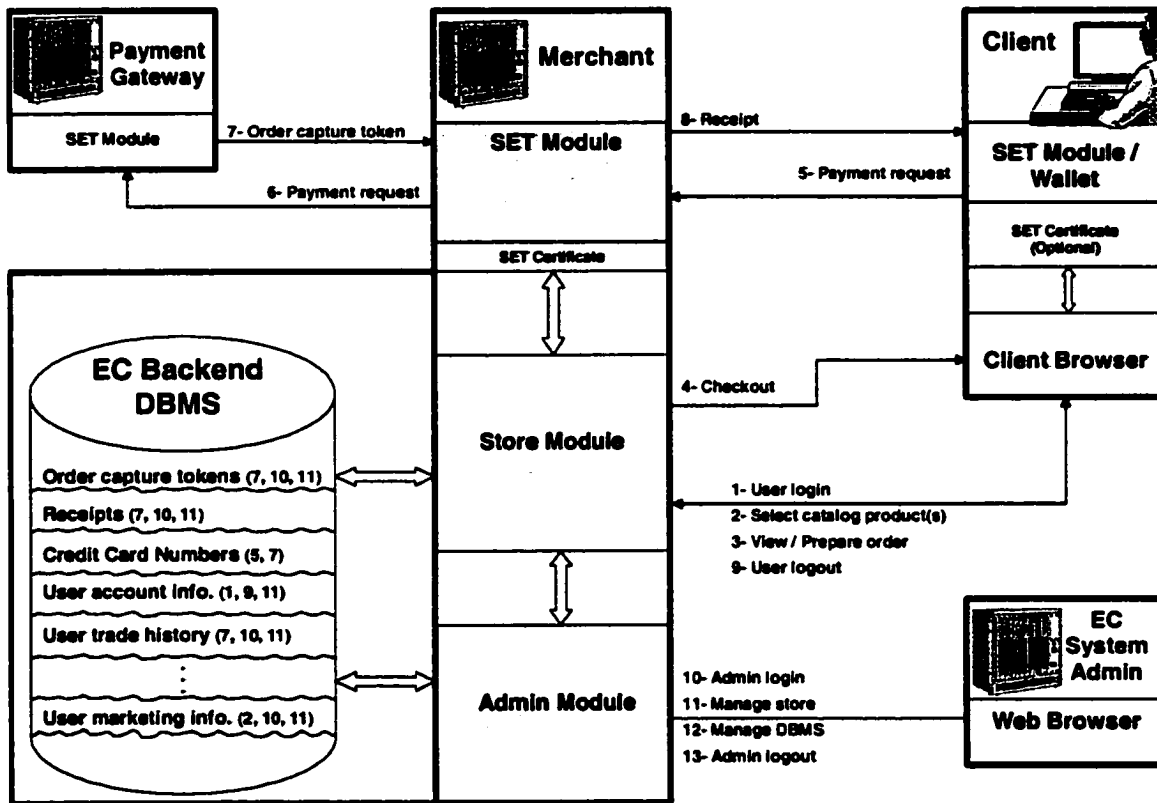 Payment
Gateway
SET Module
7- Order capture token
6- Payment request
Merchant
SET Module
SET Certificate
8- Receipt
5- Payment request
Client
SET Module /
Wallet
SET Certificate
(Optional)
Client Browser
EC Backend
DBMS
Order capture tokens (7, 10, 11)
Receipts (7, 10, 11)
Credit Card Numbers (5, 7)
User account info. (1, 9, 11)
User trade history (7, 10, 11)
User marketing info. (2, 10, 11)
Store Module
4- Checkout
1- User login
2- Select catalog product(s)
3- View / Prepare order
9- User logout
Admin Module
10- Admin login
11- Manage store
12- Manage DBMS
13- Admin logout
EC
System
Admin
Web Browser